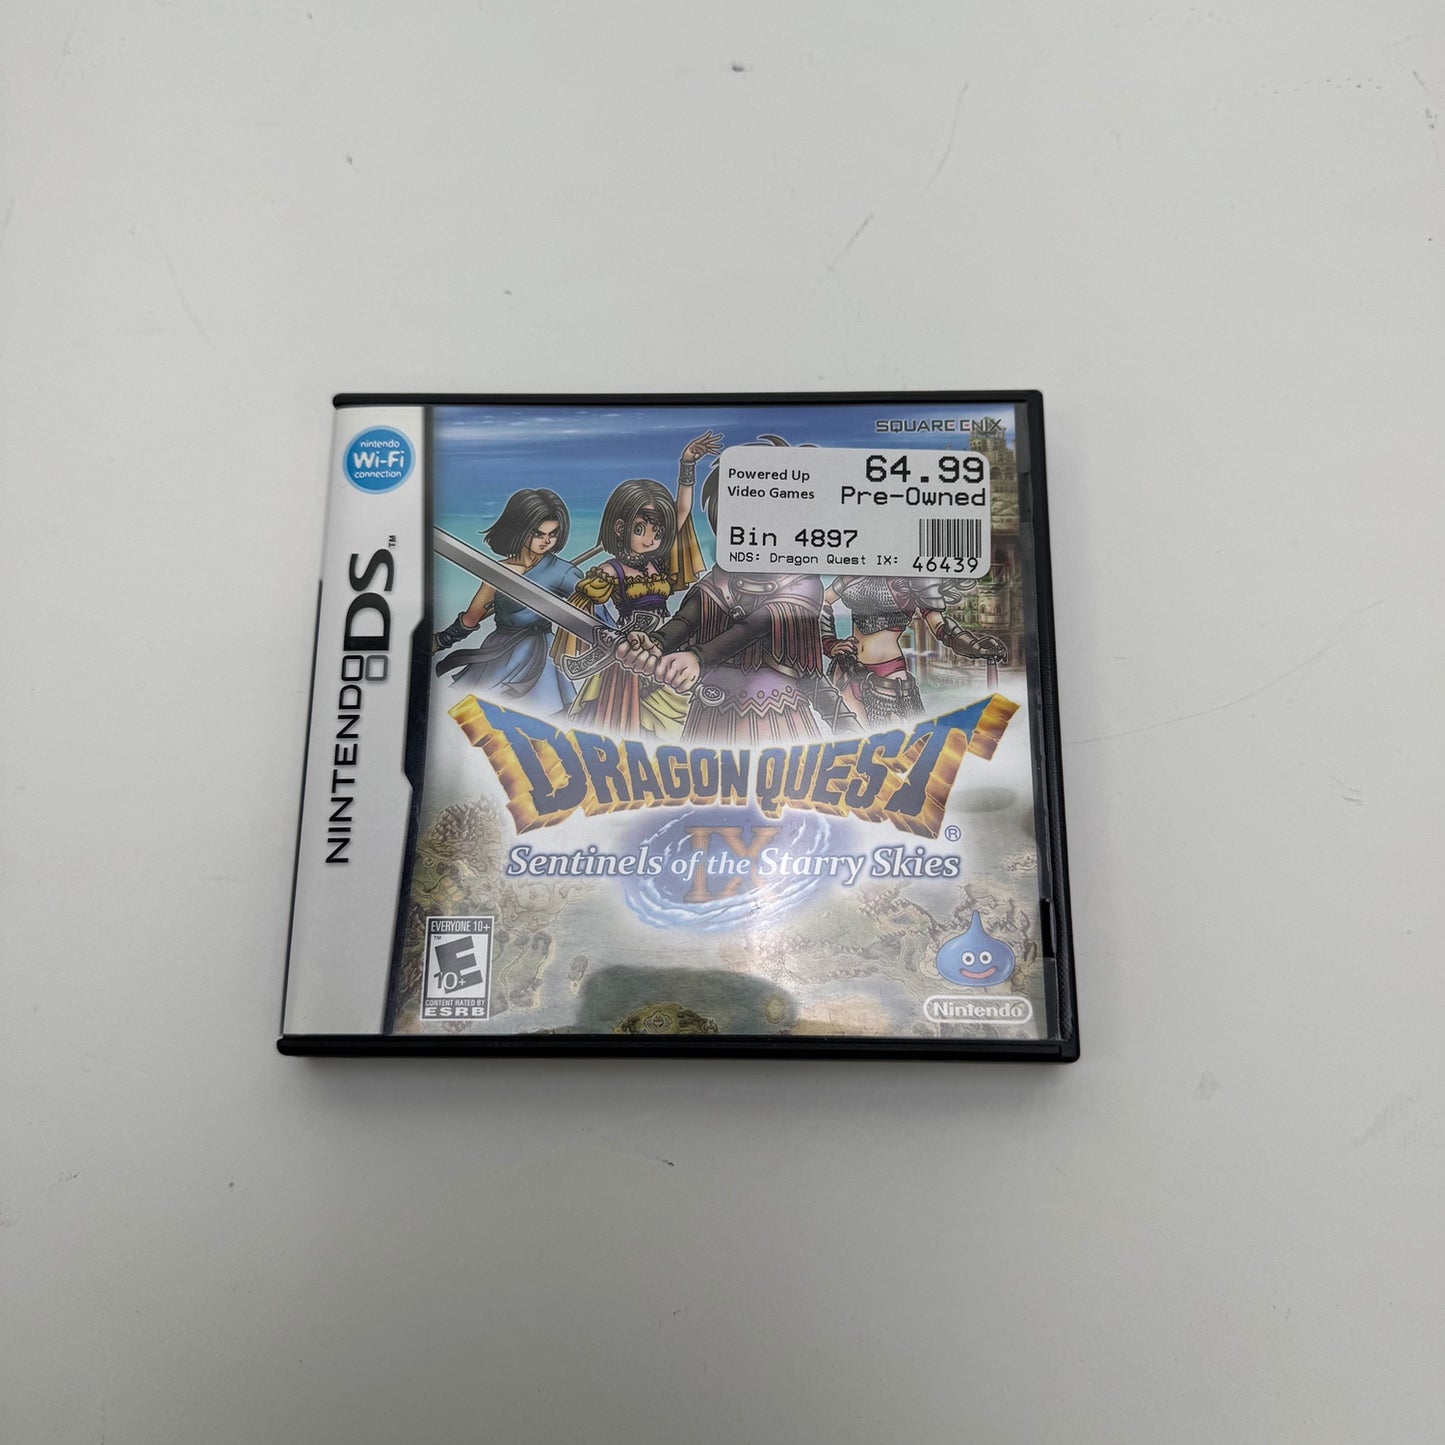 nintendo
Wi-Fi
connection
NINTENDO DS™
SQUARE ENIX
Powered Up
Video Games
64.99
Pre-Owned
Bin 4897
NDS: Dragon Quest IX:
46439
DRAGON QUEST
®
IX
Sentinels of the Starry Skies
EVERYONE 10+
™
E
10+
CONTENT RATED BY
ESRB
Nintendo